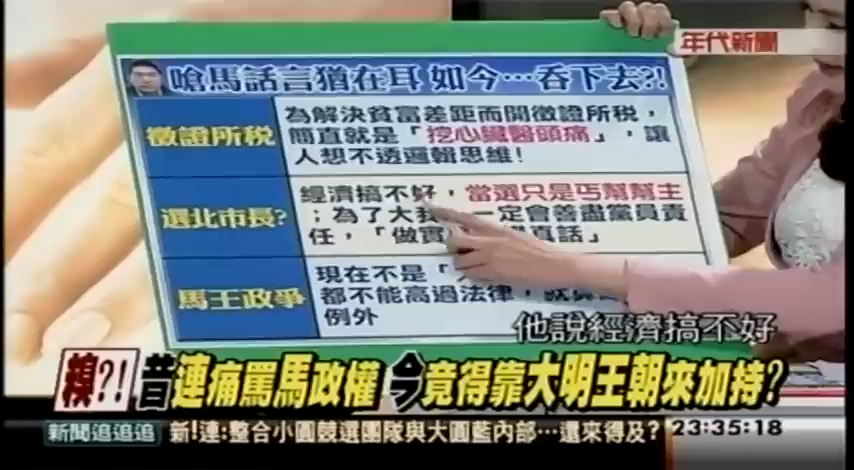 年代新聞
嗆馬話言猶在耳 如今…吞下去?!
徵證所稅
為解決貧富差距而開徵證所稅,
簡直就是「挖心臟醫頭痛」,讓
人想不透邏輯思維!
選北市長?
經濟搞不好,當選只是丐幫幫主
;為了大我 一定會善盡黨員責
任,「做實 真話」
馬王政爭
現在不是「
都不能高過法律,就算
例外
他說經濟搞不好
糗?! 昔連痛罵馬政權 今竟得靠大明王朝來加持?
新聞追追追 新!連:整合小圓競選團隊與大圓藍內部…還來得及? 23:35:18